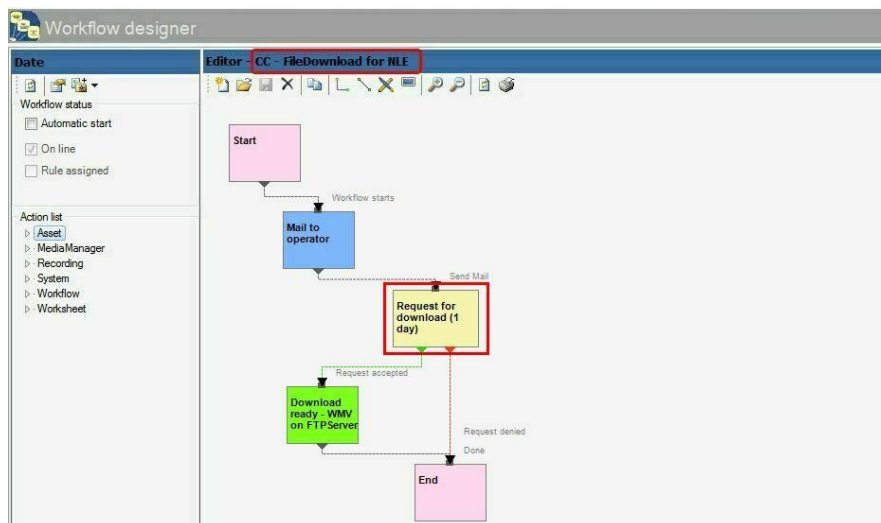 Workflow designer
Date
Editor - CC - FileDownload for NLE
Workflow status
Automatic start
On line
Rule assigned
Action list
Asset
MediaManager
Recording
System
Workflow
Worksheet
Start
Workflow starts
Mail to
operator
Send Mail
Request for
download (1
day)
Request accepted
Download
ready - WMV
on FTPServer
Request denied
Done
End